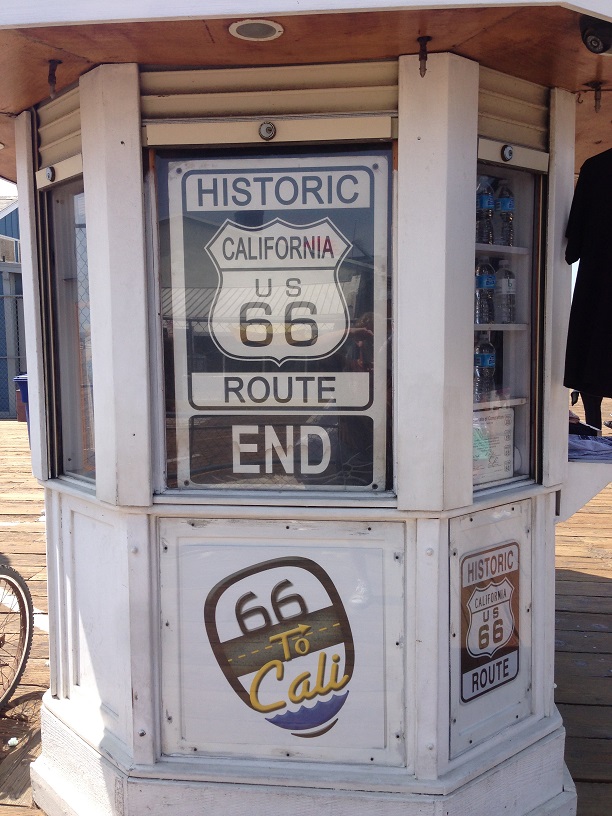 HISTORIC
CALIFORNIA
US
66
ROUTE
END
66
To
Cali
HISTORIC
CALIFORNIA
US
66
ROUTE